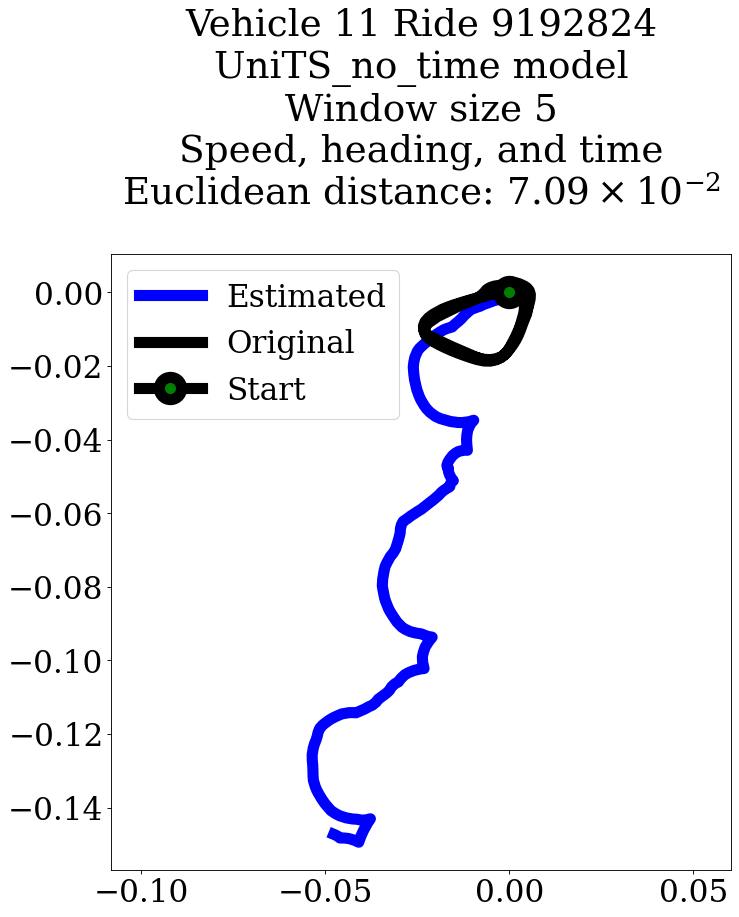 Vehicle 11 Ride 9192824
UniTS_no_time model
Window size 5
Speed, heading, and time
Euclidean distance: 7.09 × 10⁻²
Estimated
Original
Start
0.00
−0.02
−0.04
−0.06
−0.08
−0.10
−0.12
−0.14
−0.10
−0.05
0.00
0.05